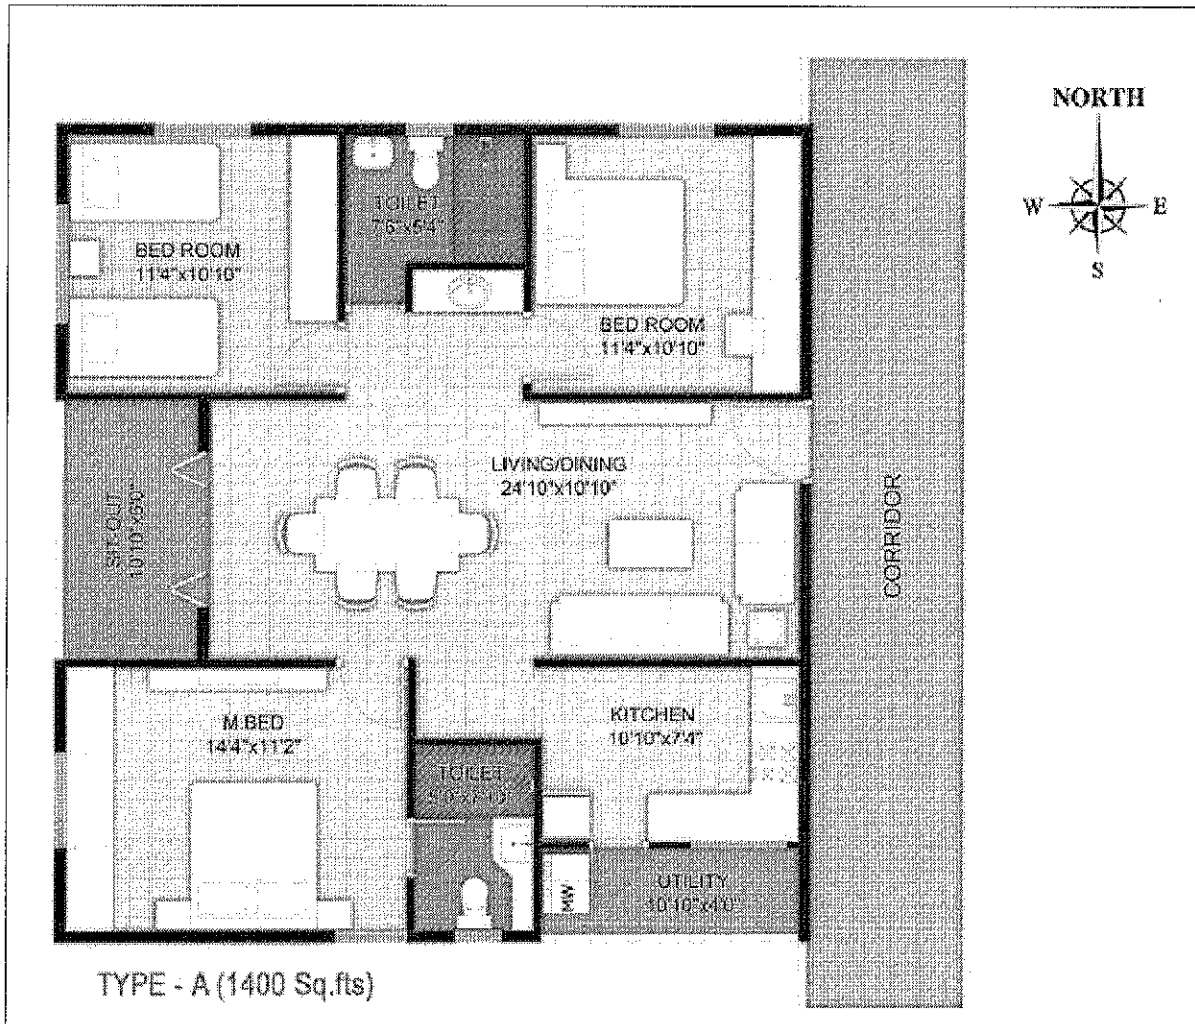 NORTH
W
E
S
TOILET
7'6"x5'4"
BED ROOM
11'4"x10'10"
BED ROOM
11'4"x10'10"
LIVING/DINING
24'10"x10'10"
SIT-OUT
10'10"x6'0"
CORRIDOR
M.BED
14'4"x11'2"
KITCHEN
10'10"x7'4"
TOILET
UTILITY
10'10"x4'0"
MW
TYPE - A (1400 Sq.fts)